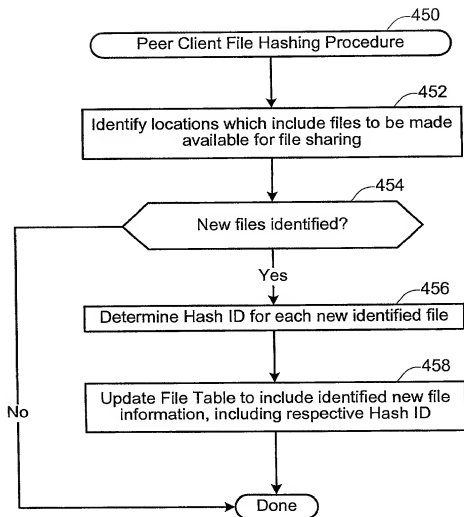 450
Peer Client File Hashing Procedure
452
Identify locations which include files to be made
available for file sharing
454
New files identified?
Yes
456
Determine Hash ID for each new identified file
458
Update File Table to include identified new file
information, including respective Hash ID
No
Done